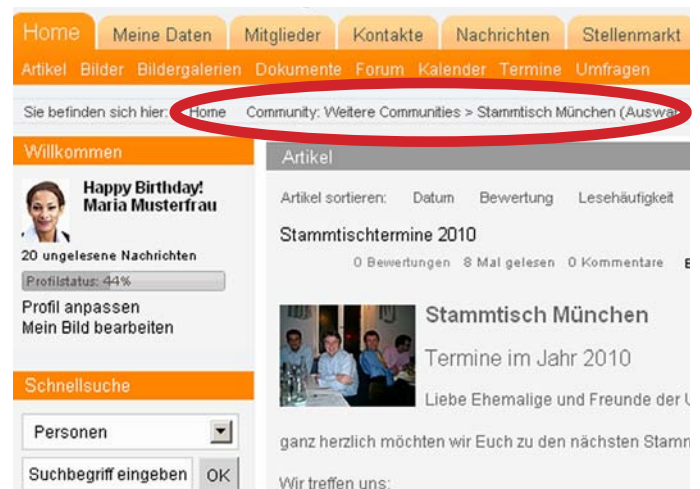 Home Meine Daten Mitglieder Kontakte Nachrichten Stellenmarkt
Artikel Bilder Bildergalerien Dokumente Forum Kalender Termine Umfragen
Sie befinden sich hier: Home Community: Weitere Communities > Stammtisch München
Willkommen
Happy Birthday!
Maria Musterfrau
20 ungelesene Nachrichten
Profilstatus: 44%
Profil anpassen
Mein Bild bearbeiten
Schnellsuche
Personen
Suchbegriff eingeben OK
Artikel
Artikel sortieren: Datum Bewertung Lesehäufigkeit
Stammtischtermine 2010
0 Bewertungen 8 Mal gelesen 0 Kommentare
Stammtisch München
Termine im Jahr 2010
Liebe Ehemalige und Freunde der
ganz herzlich möchten wir Euch zu den nächsten
Wir treffen uns: